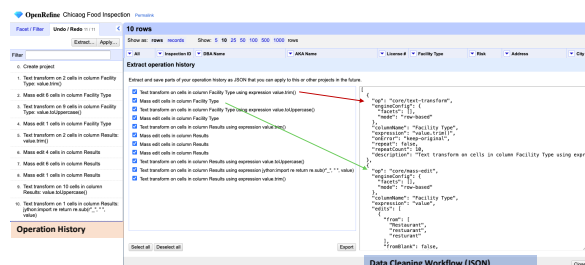 OpenRefine Chicaog Food Inspection Permalink
Facet / Filter Undo / Redo 11 / 11
Extract... Apply...
Filter:
0. Create project
1. Text transform on 2 cells in column Facility Type: value.trim()
2. Mass edit 6 cells in column Facility Type
3. Text transform on 9 cells in column Facility Type: value.toUppercase()
4. Mass edit 1 cells in column Facility Type
5. Text transform on 2 cells in column Results: value.trim()
6. Mass edit 4 cells in column Results
7. Mass edit 6 cells in column Results
8. Mass edit 1 cells in column Results
9. Text transform on 10 cells in column Results: value.toUppercase()
10. Text transform on 1 cells in column Results: jython:import re return re.sub(r"_", " ", value)
Operation History
10 rows
Show as: rows records Show: 5 10 25 50 100 500 1000 rows
Inspection ID DBA Name AKA Name License # Facility Type Risk Address City
Extract operation history
Extract and save parts of your operation history as JSON that you can apply to this or other projects in the future.
Text transform on cells in column Facility Type using expression value.trim()
Mass edit cells in column Facility Type
Text transform on cells in column Facility Type using expression value.toUppercase()
Mass edit cells in column Facility Type
Text transform on cells in column Results using expression value.trim()
Mass edit cells in column Results
Mass edit cells in column Results
Mass edit cells in column Results
Text transform on cells in column Results using expression value.toUppercase()
Text transform on cells in column Results using expression jython:import re return re.sub(r"_", " ", value)
Text transform on cells in column Results using expression value.trim()
Select all Deselect all Export
[
{
"op": "core/text-transform",
"engineConfig": {
"facets": [],
"mode": "row-based"
},
"columnName": "Facility Type",
"expression": "value.trim()",
"onError": "keep-original",
"repeat": false,
"repeatCount": 10,
"description": "Text transform on cells in column Facility Type using expr
},
{
"op": "core/mass-edit",
"engineConfig": {
"facets": [],
"mode": "row-based"
},
"columnName": "Facility Type",
"expression": "value",
"edits": [
{
"from": [
"Restaurant",
"restuarant",
"resturant"
],
"fromBlank": false,
Data Cleaning Workflow (JSON)
Close